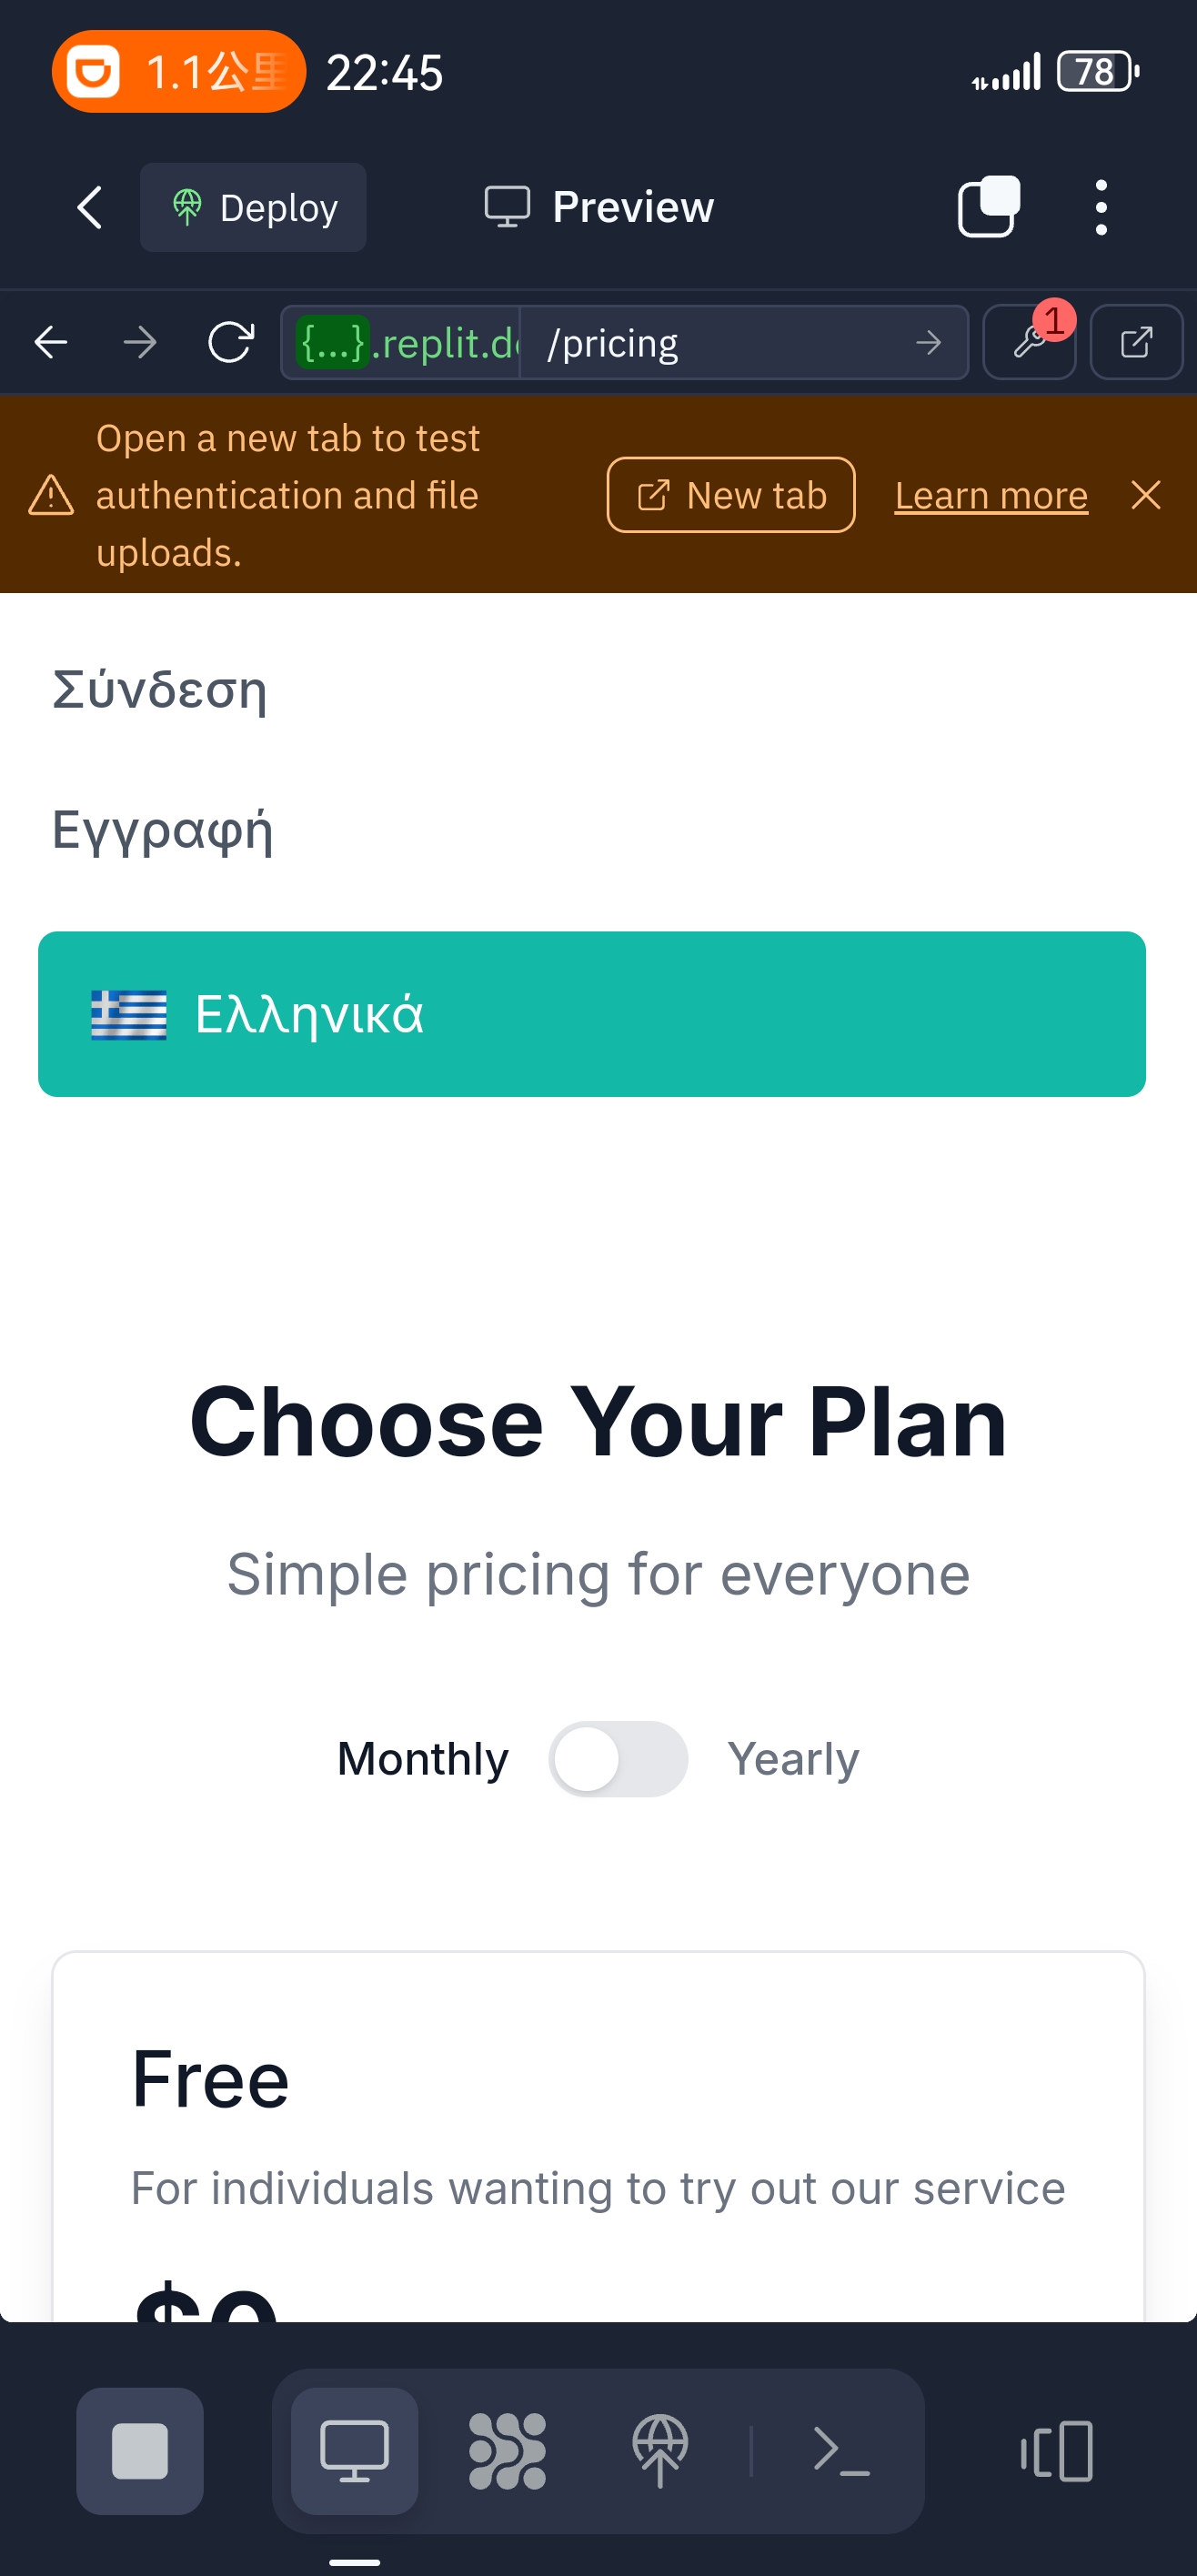 1.1公里
22:45
78
Deploy
Preview
{...}.replit.d
/pricing
1
Open a new tab to test
authentication and file
uploads.
New tab
Learn more
Σύνδεση
Εγγραφή
Ελληνικά
Choose Your Plan
Simple pricing for everyone
Monthly
Yearly
Free
For individuals wanting to try out our service
$0